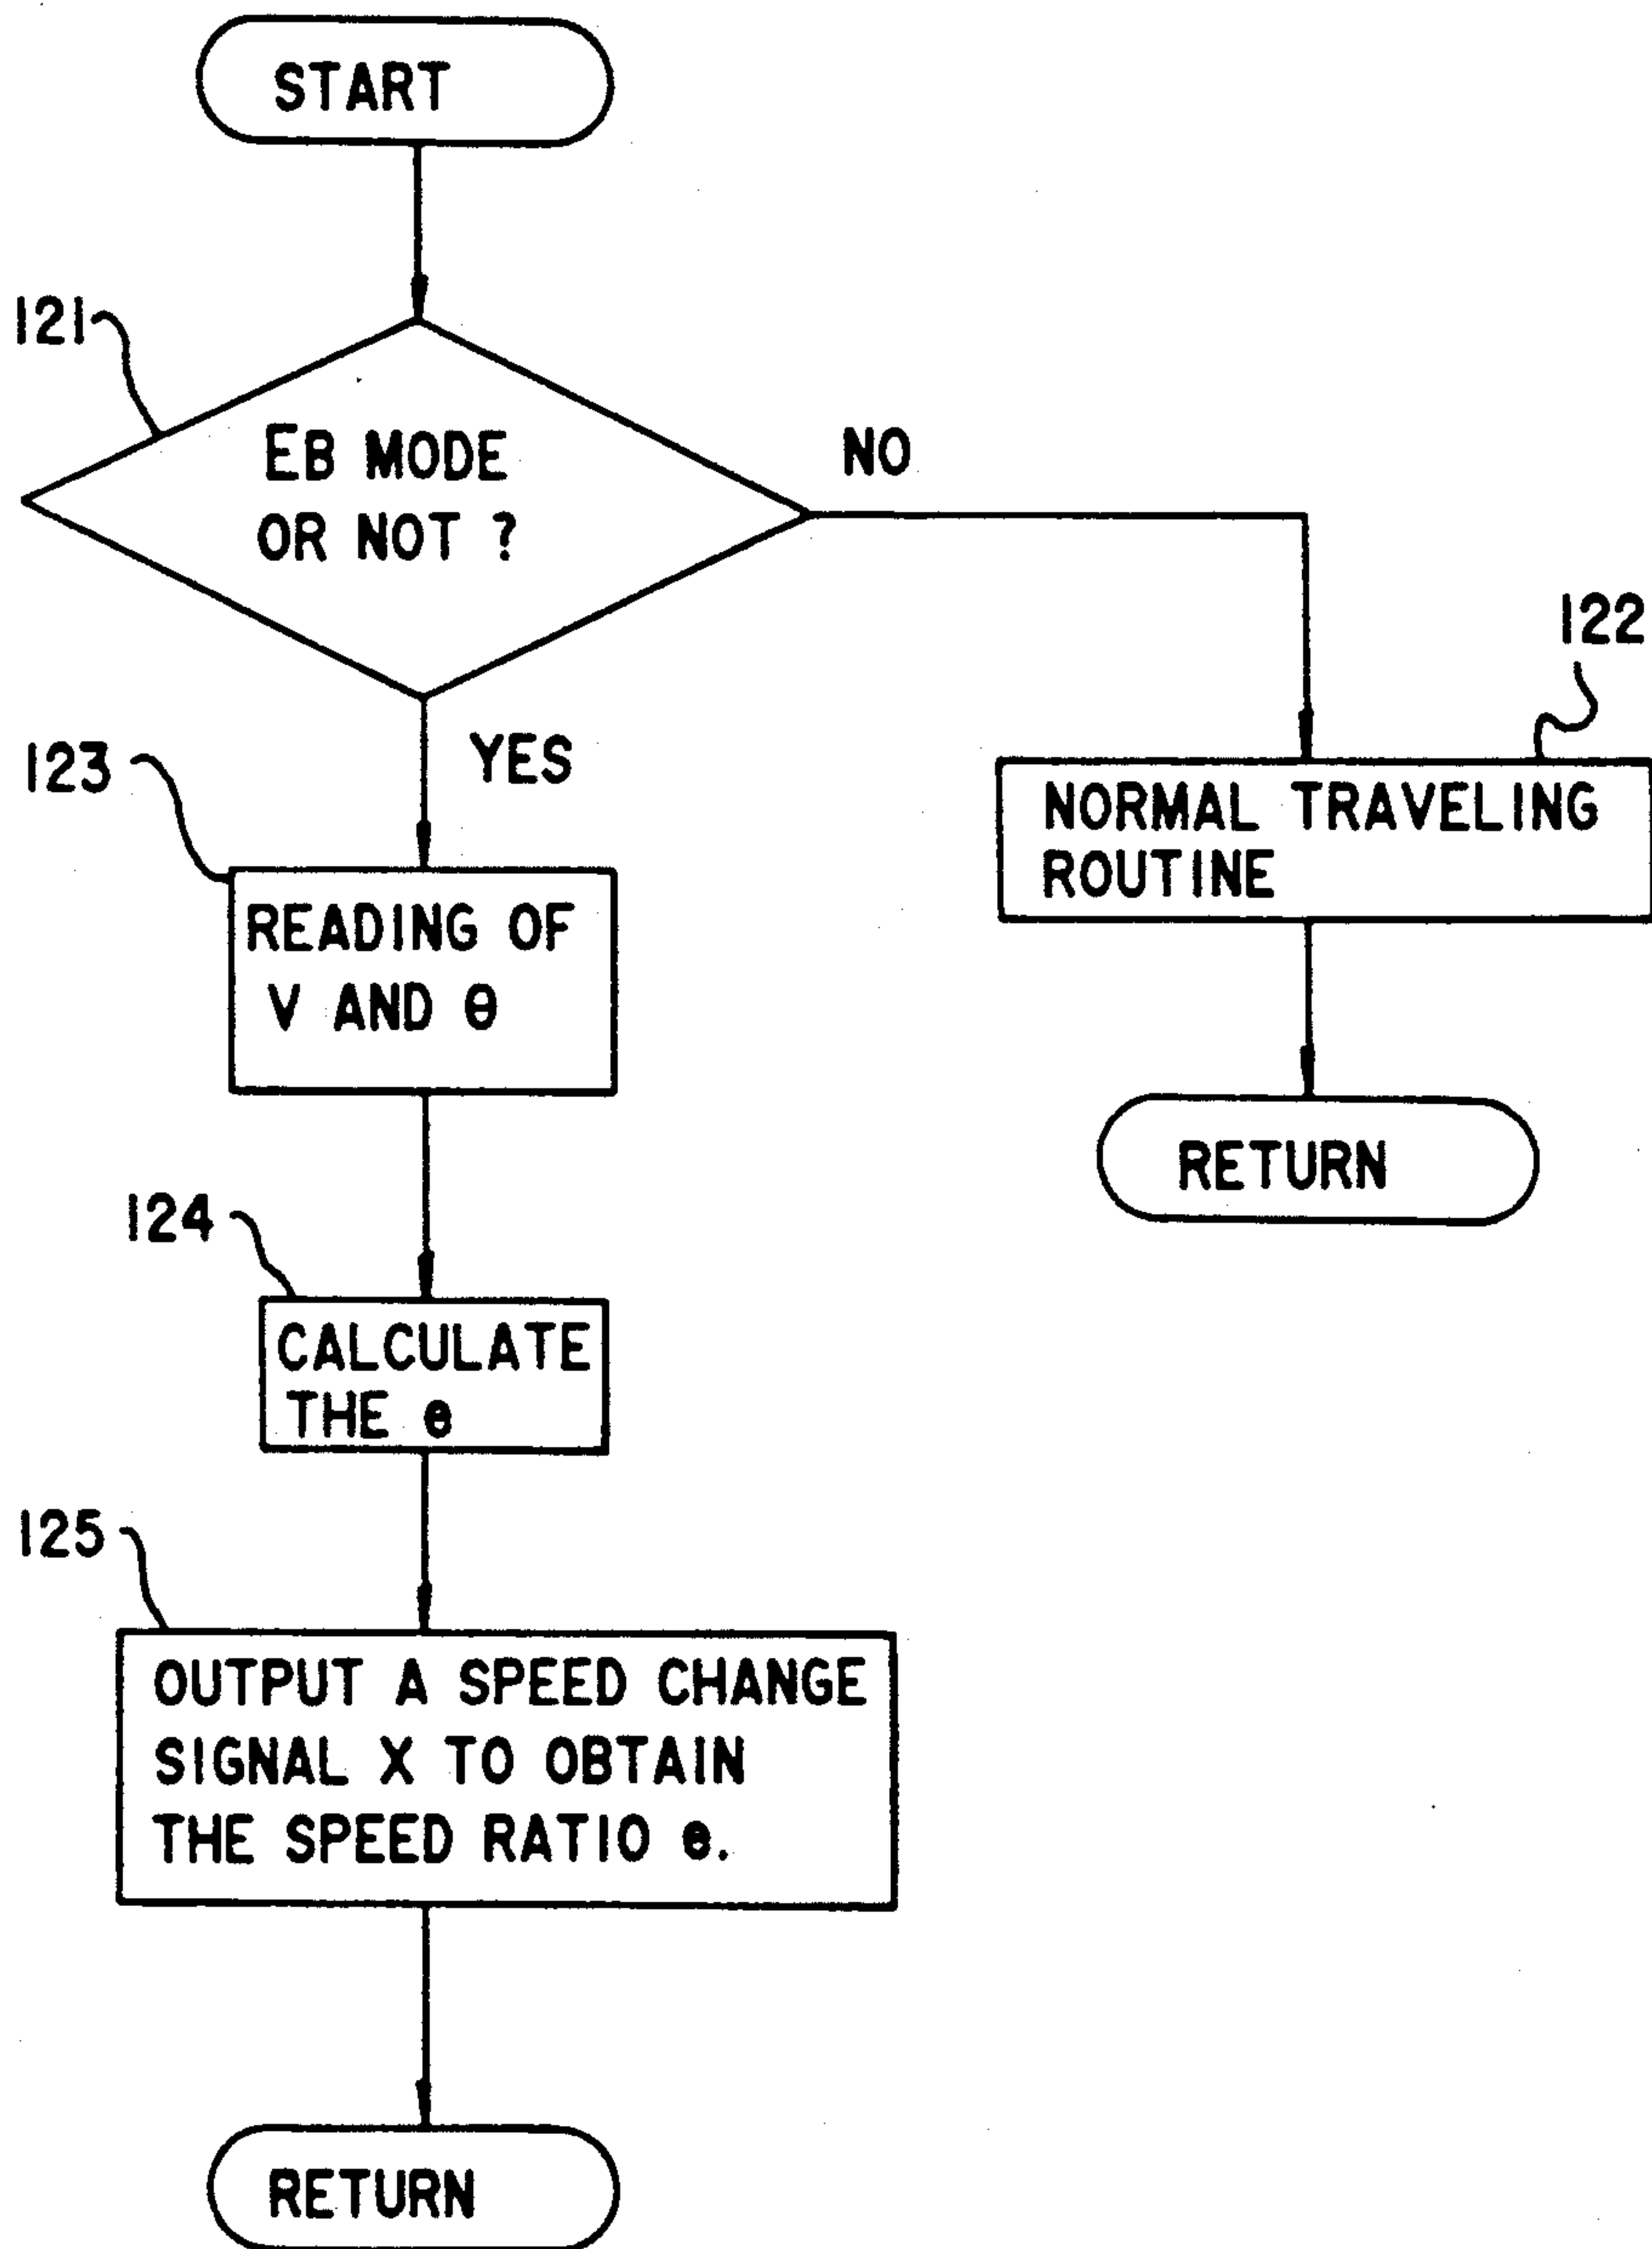 START
121
EB MODE
OR NOT ?
NO
122
YES
123
NORMAL TRAVELING
ROUTINE
READING OF
V AND θ
RETURN
124
CALCULATE
THE e
125
OUTPUT A SPEED CHANGE
SIGNAL X TO OBTAIN
THE SPEED RATIO e.
RETURN